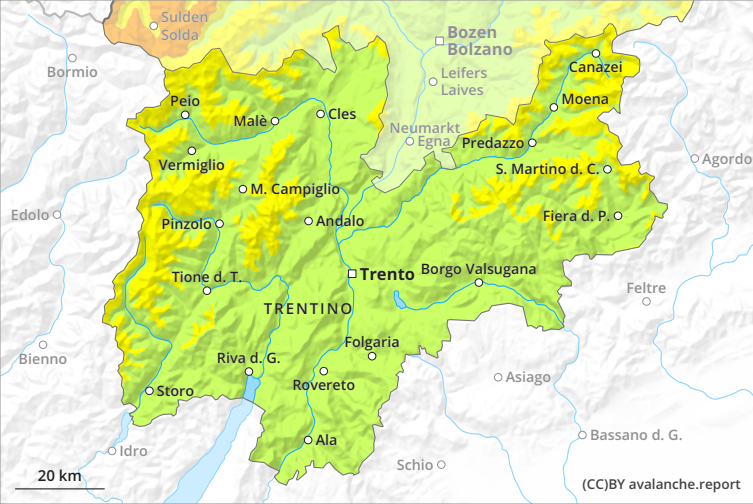 Sulden
Solda
Bozen
Bolzano
Bormio
Canazei
Leifers
Laives
Peio
Moena
Malè
Cles
Neumarkt
Egna
Predazzo
Vermiglio
Agordo
S. Martino d. C.
M. Campiglio
Edolo
Pinzolo
Andalo
Fiera d. P.
Trento
Borgo Valsugana
Tione d. T.
Feltre
TRENTINO
Folgaria
Bienno
Riva d. G.
Asiago
Rovereto
Storo
Bassano d. G.
Ala
Idro
Schio
20 km
(CC)BY avalanche.report